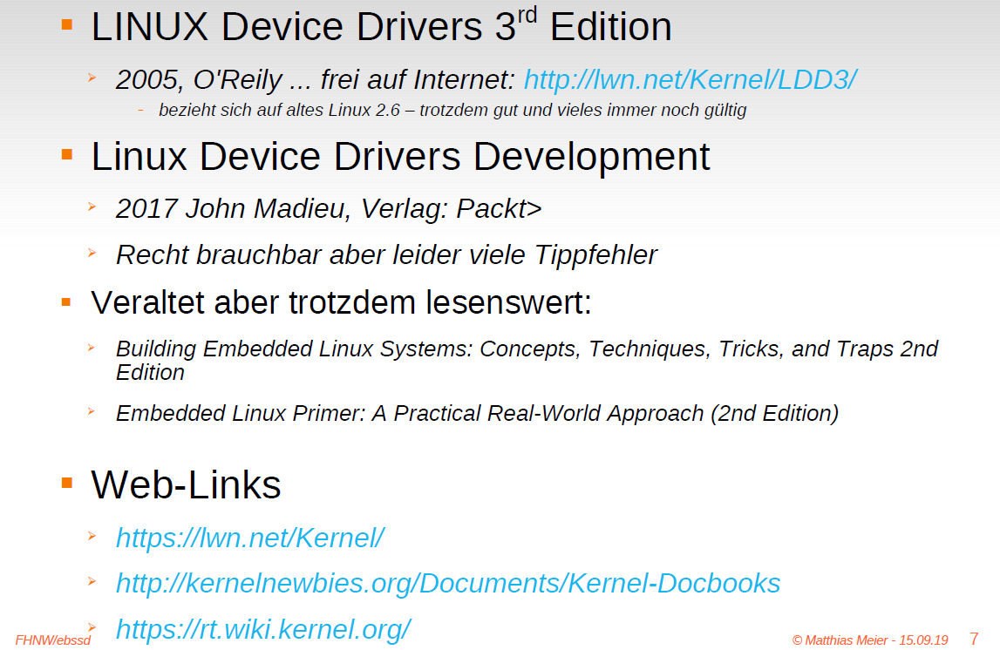 LINUX Device Drivers 3rd Edition
2005, O'Reily ... frei auf Internet: http://lwn.net/Kernel/LDD3/
- bezieht sich auf altes Linux 2.6 – trotzdem gut und vieles immer noch gültig
Linux Device Drivers Development
2017 John Madieu, Verlag: Packt>
Recht brauchbar aber leider viele Tippfehler
Veraltet aber trotzdem lesenswert:
Building Embedded Linux Systems: Concepts, Techniques, Tricks, and Traps 2nd
Edition
Embedded Linux Primer: A Practical Real-World Approach (2nd Edition)
Web-Links
https://lwn.net/Kernel/
http://kernelnewbies.org/Documents/Kernel-Docbooks
https://rt.wiki.kernel.org/
FHNW/ebssd
© Matthias Meier - 15.09.19 7